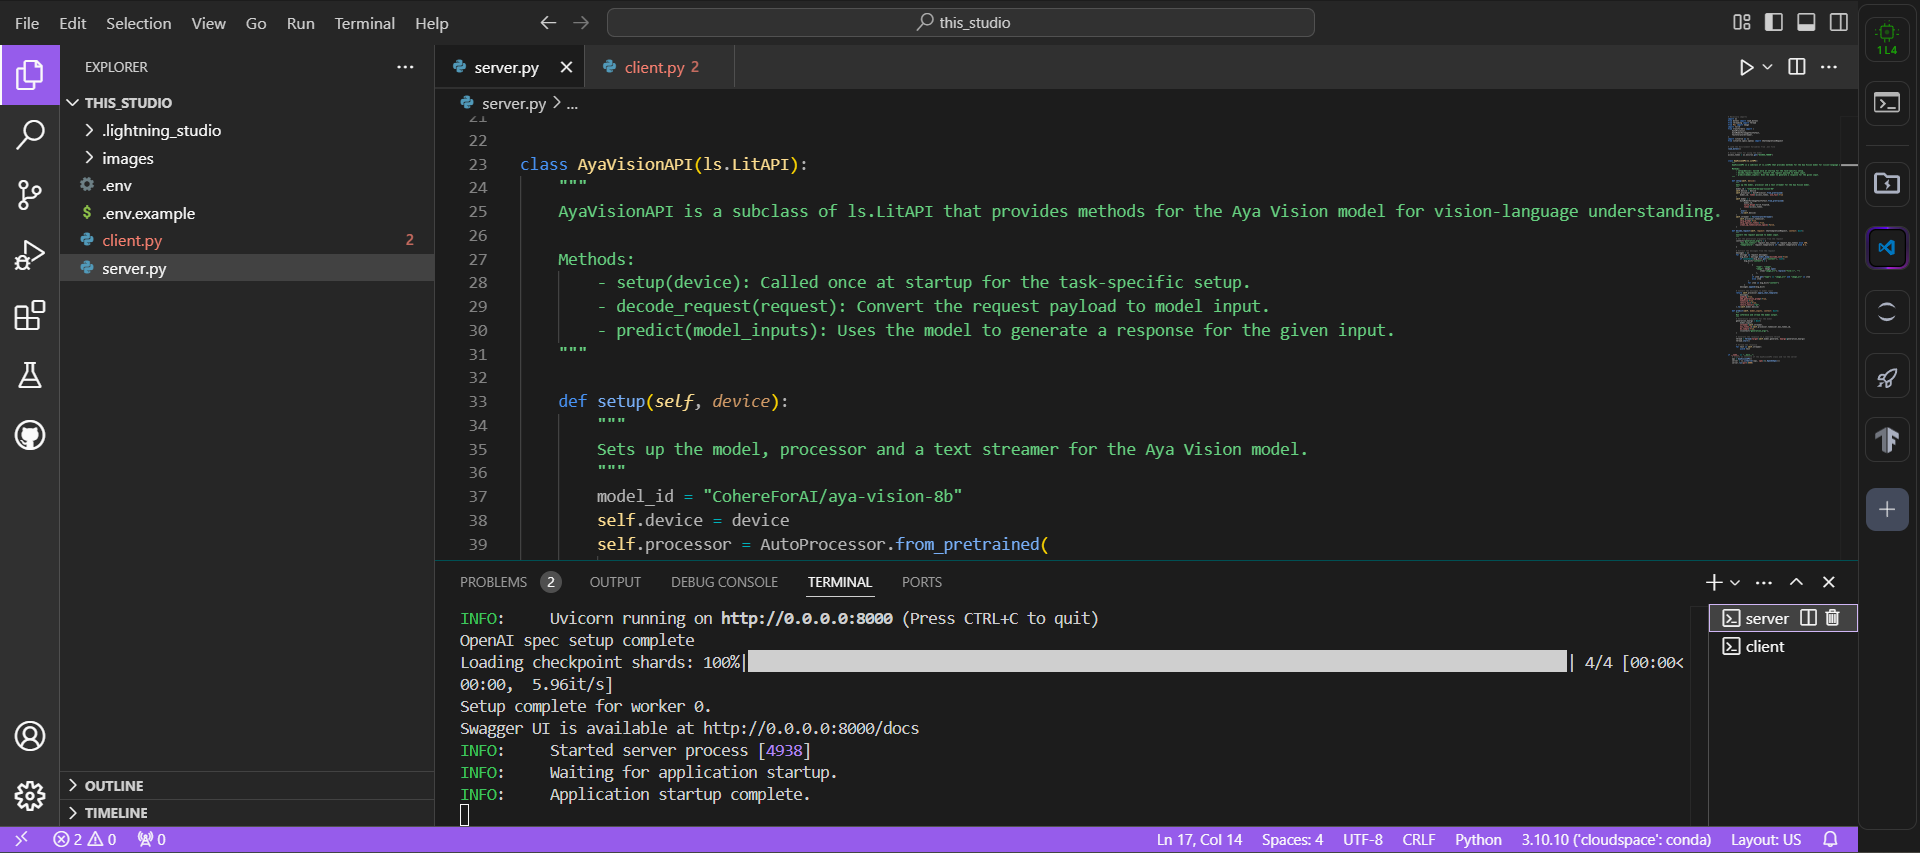 File Edit Selection View Go Run Terminal Help
this_studio
1 L4
EXPLORER
THIS_STUDIO
.lightning_studio
images
.env
.env.example
client.py 2
server.py
OUTLINE
TIMELINE
server.py client.py 2
server.py > ...
21
22
23 class AyaVisionAPI(ls.LitAPI):
24 """
25 AyaVisionAPI is a subclass of ls.LitAPI that provides methods for the Aya Vision model for vision-language understanding.
26
27 Methods:
28 - setup(device): Called once at startup for the task-specific setup.
29 - decode_request(request): Convert the request payload to model input.
30 - predict(model_inputs): Uses the model to generate a response for the given input.
31 """
32
33 def setup(self, device):
34 """
35 Sets up the model, processor and a text streamer for the Aya Vision model.
36 """
37 model_id = "CohereForAI/aya-vision-8b"
38 self.device = device
39 self.processor = AutoProcessor.from_pretrained(
PROBLEMS 2 OUTPUT DEBUG CONSOLE TERMINAL PORTS
INFO: Uvicorn running on http://0.0.0.0:8000 (Press CTRL+C to quit)
OpenAI spec setup complete
Loading checkpoint shards: 100%| | 4/4 [00:00<
00:00, 5.96it/s]
Setup complete for worker 0.
Swagger UI is available at http://0.0.0.0:8000/docs
INFO: Started server process [4938]
INFO: Waiting for application startup.
INFO: Application startup complete.
server
client
2 0 0 Ln 17, Col 14 Spaces: 4 UTF-8 CRLF Python 3.10.10 ('cloudspace': conda) Layout: US